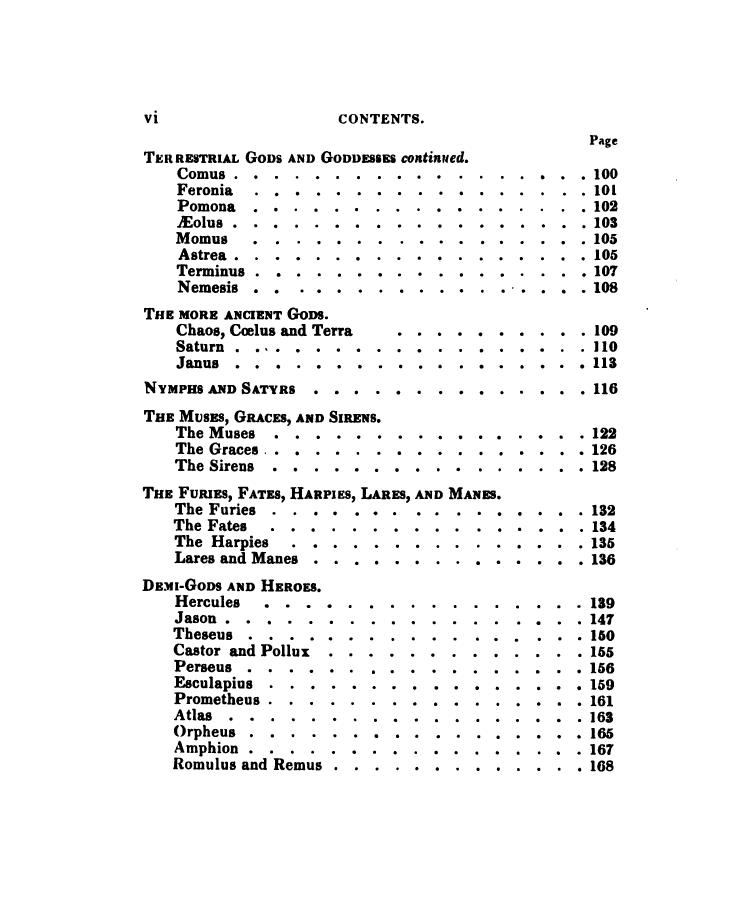 vi CONTENTS.
Page
TERRESTRIAL GODS AND GODDESSES continued.
Comus . . . . . . . . . . . . . . . . . . 100
Feronia . . . . . . . . . . . . . . . . . 101
Pomona . . . . . . . . . . . . . . . . . 102
Æolus . . . . . . . . . . . . . . . . . . 103
Momus . . . . . . . . . . . . . . . . . 105
Astrea . . . . . . . . . . . . . . . . . . 105
Terminus . . . . . . . . . . . . . . . . . 107
Nemesis . . . . . . . . . . . . . . . . . 108
THE MORE ANCIENT GODS.
Chaos, Cœlus and Terra . . . . . . . . . . 109
Saturn . . . . . . . . . . . . . . . . . . 110
Janus . . . . . . . . . . . . . . . . . . 113
NYMPHS AND SATYRS . . . . . . . . . . . . . . 116
THE MUSES, GRACES, AND SIRENS.
The Muses . . . . . . . . . . . . . . . . 122
The Graces . . . . . . . . . . . . . . . . 126
The Sirens . . . . . . . . . . . . . . . . 128
THE FURIES, FATES, HARPIES, LARES, AND MANES.
The Furies . . . . . . . . . . . . . . . . 132
The Fates . . . . . . . . . . . . . . . . 134
The Harpies . . . . . . . . . . . . . . . 135
Lares and Manes . . . . . . . . . . . . . . 136
DEMI-GODS AND HEROES.
Hercules . . . . . . . . . . . . . . . . 139
Jason . . . . . . . . . . . . . . . . . . 147
Theseus . . . . . . . . . . . . . . . . . 150
Castor and Pollux . . . . . . . . . . . . . 155
Perseus . . . . . . . . . . . . . . . . . 156
Esculapius . . . . . . . . . . . . . . . . 159
Prometheus . . . . . . . . . . . . . . . . 161
Atlas . . . . . . . . . . . . . . . . . . 163
Orpheus . . . . . . . . . . . . . . . . . 165
Amphion . . . . . . . . . . . . . . . . . 167
Romulus and Remus . . . . . . . . . . . . . 168